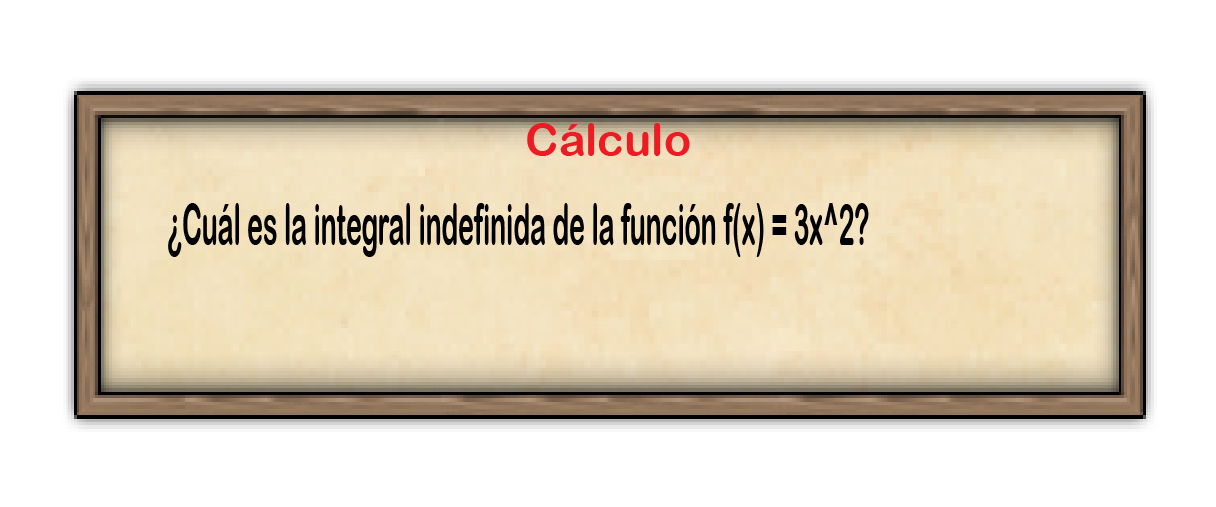 Cálculo
¿Cuál es la integral indefinida de la función f(x) = 3x^2?